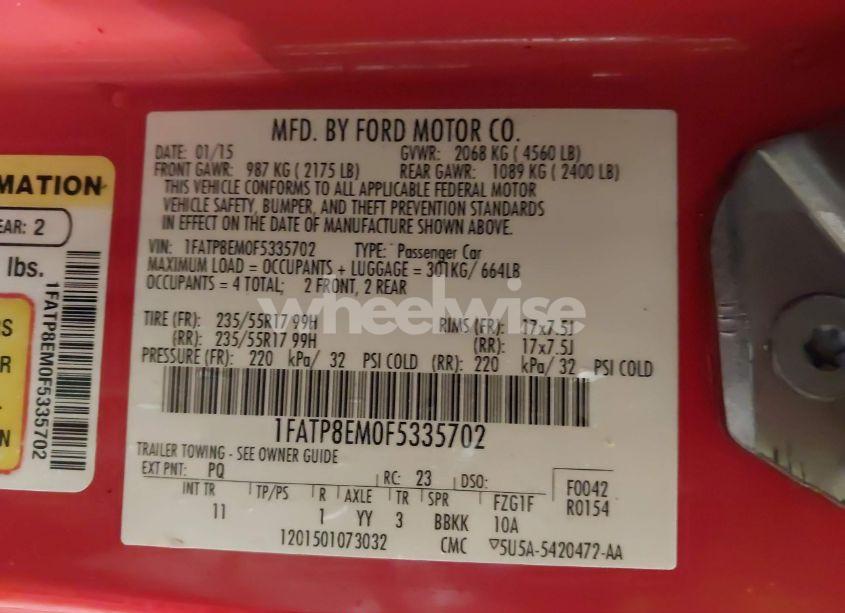 MFD. BY FORD MOTOR CO.
DATE: 01/15 GVWR: 2068 KG ( 4560 LB)
FRONT GAWR: 987 KG ( 2175 LB) REAR GAWR: 1089 KG ( 2400 LB)
THIS VEHICLE CONFORMS TO ALL APPLICABLE FEDERAL MOTOR
VEHICLE SAFETY, BUMPER, AND THEFT PREVENTION STANDARDS
IN EFFECT ON THE DATE OF MANUFACTURE SHOWN ABOVE.
VIN: 1FATP8EM0F5335702 TYPE: Passenger Car
MAXIMUM LOAD = OCCUPANTS + LUGGAGE = 301KG/ 664LB
OCCUPANTS = 4 TOTAL; 2 FRONT, 2 REAR
wheelwise
TIRE (FR): 235/55R17 99H RIMS (FR): 17x7.5J
(RR): 235/55R17 99H (RR): 17x7.5J
PRESSURE (FR): 220 kPa/ 32 PSI COLD (RR): 220 kPa/ 32 PSI COLD
1FATP8EM0F5335702
TRAILER TOWING - SEE OWNER GUIDE
EXT PNT: PQ RC: 23 DSO: F0042
INT TR TP/PS R AXLE TR SPR FZG1F R0154
11 1 YY 3 BBKK 10A
1201501073032 CMC ▽5U5A-5420472-AA
RMATION
EAR: 2
lbs.
S
R
N
1FATP8EM0F5335702